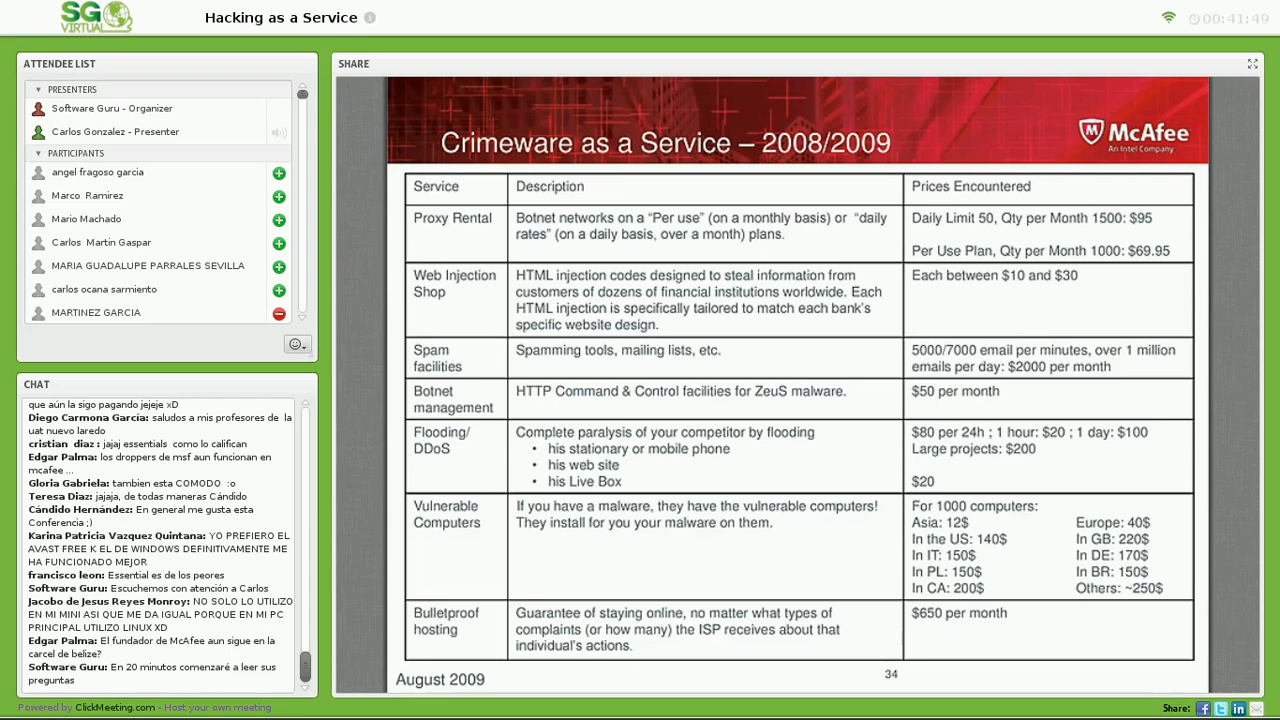 SG
VIRTUAL
Hacking as a Service
00:41:49
ATTENDEE LIST
PRESENTERS
Software Guru - Organizer
Carlos Gonzalez - Presenter
PARTICIPANTS
angel fragoso garcia
Marco Ramirez
Mario Machado
Carlos Martin Gaspar
MARIA GUADALUPE PARRALES SEVILLA
carlos ocana sarmiento
MARTINEZ GARCIA
CHAT
que aún la sigo pagando jejeje xD
Diego Carmona García: saludos a mis profesores de la
uat nuevo laredo
cristian diaz : jajaj essentials como lo califican
Edgar Palma: los droppers de msf aun funcionan en
mcafee ...
Gloria Gabriela: tambien esta COMODO :o
Teresa Diaz: jajaja, de todas maneras Cándido
Cándido Hernández: En general me gusta esta
Conferencia ;)
Karina Patricia Vazquez Quintana: YO PREFIERO EL
AVAST FREE K EL DE WINDOWS DEFINITIVAMENTE ME
HA FUNCIONADO MEJOR
francisco leon: Essential es de los peores
Software Guru: Escuchemos con atención a Carlos
Jacobo de Jesus Reyes Monroy: NO SOLO LO UTILIZO
EN MI MINI ASI QUE ME DA IGUAL PORQUE EN MI PC
PRINCIPAL UTILIZO LINUX XD
Edgar Palma: El fundador de McAfee aun sigue en la
carcel de belize?
Software Guru: En 20 minutos comenzaré a leer sus
preguntas
SHARE
Crimeware as a Service – 2008/2009
McAfee
An Intel Company
Service Description Prices Encountered
Proxy Rental Botnet networks on a “Per use” (on a monthly basis) or “daily Daily Limit 50, Qty per Month 1500: $95
rates” (on a daily basis, over a month) plans.
Per Use Plan, Qty per Month 1000: $69.95
Web Injection HTML injection codes designed to steal information from Each between $10 and $30
Shop customers of dozens of financial institutions worldwide. Each
HTML injection is specifically tailored to match each bank’s
specific website design.
Spam Spamming tools, mailing lists, etc. 5000/7000 email per minutes, over 1 million
facilities emails per day: $2000 per month
Botnet HTTP Command & Control facilities for ZeuS malware. $50 per month
management
Flooding/ Complete paralysis of your competitor by flooding $80 per 24h ; 1 hour: $20 ; 1 day: $100
DDoS • his stationary or mobile phone Large projects: $200
• his web site
• his Live Box $20
Vulnerable If you have a malware, they have the vulnerable computers! For 1000 computers:
Computers They install for you your malware on them. Asia: 12$ Europe: 40$
In the US: 140$ In GB: 220$
In IT: 150$ In DE: 170$
In PL: 150$ In BR: 150$
In CA: 200$ Others: ~250$
Bulletproof Guarantee of staying online, no matter what types of $650 per month
hosting complaints (or how many) the ISP receives about that
individual’s actions.
August 2009
34
Powered by ClickMeeting.com - Host your own meeting
Share: